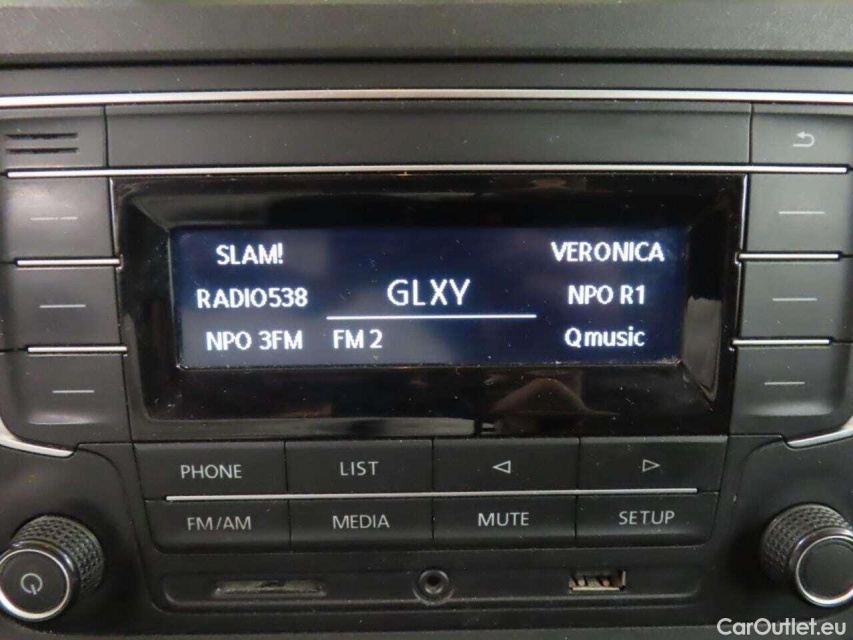 SLAM!
VERONICA
RADIO538
GLXY
NPO R1
NPO 3FM
FM 2
Qmusic
PHONE
LIST
FM/AM
MEDIA
MUTE
SETUP
CarOutlet.eu